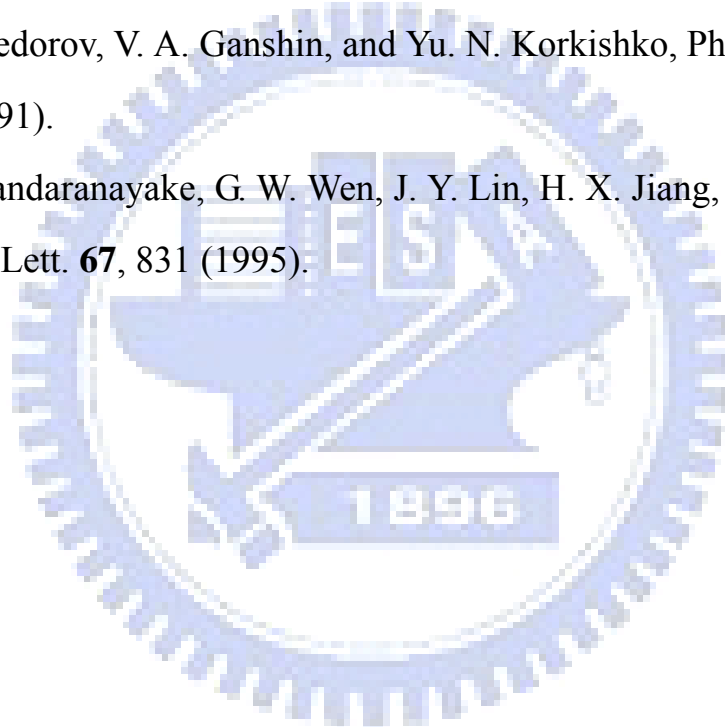 edorov, V. A. Ganshin, and Yu. N. Korkishko, Ph
91).
andaranayake, G. W. Wen, J. Y. Lin, H. X. Jiang,
Lett. 67, 831 (1995).
E S A
1896